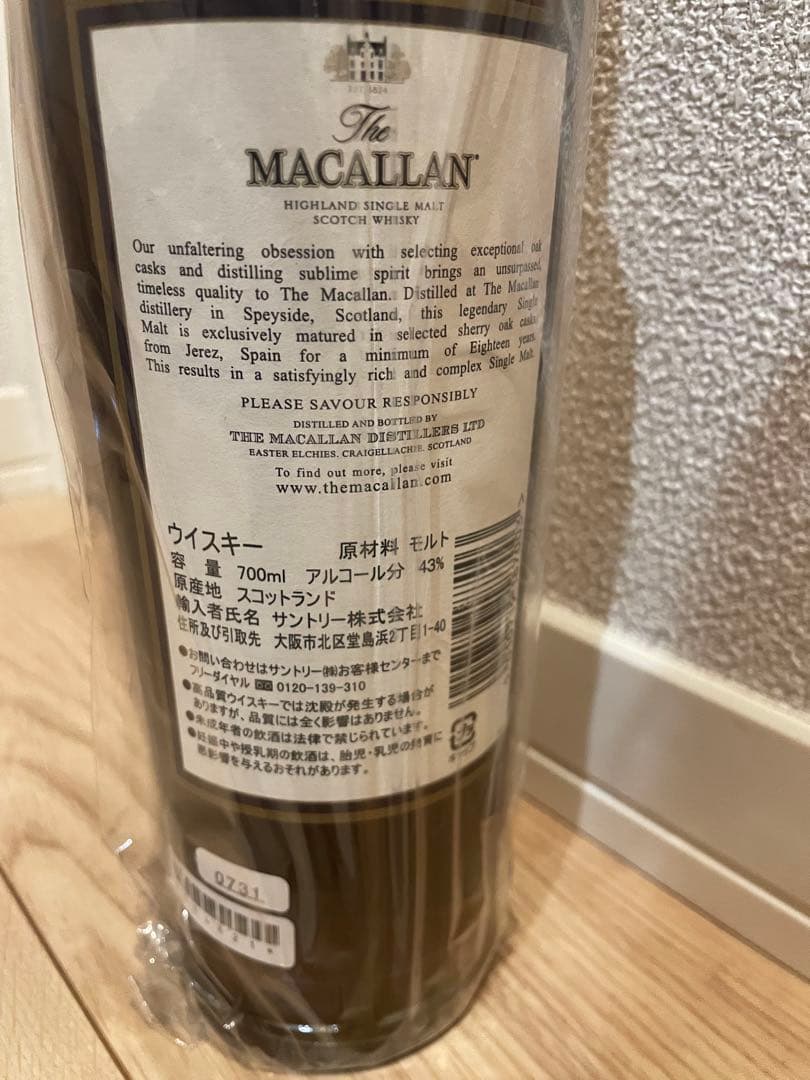 EST. 1824
The
MACALLAN
HIGHLAND SINGLE MALT
SCOTCH WHISKY
Our unfaltering obsession with selecting exceptional oak
casks and distilling sublime spirit brings an unsurpassed,
timeless quality to The Macallan. Distilled at The Macallan
distillery in Speyside, Scotland, this legendary Single
Malt is exclusively matured in selected sherry oak casks
from Jerez, Spain for a minimum of Eighteen years.
This results in a satisfyingly rich and complex Single Malt.
PLEASE SAVOUR RESPONSIBLY
DISTILLED AND BOTTLED BY
THE MACALLAN DISTILLERS LTD
EASTER ELCHIES, CRAIGELLACHIE, SCOTLAND
To find out more, please visit
www.themacallan.com
ウイスキー 原材料 モルト
容量 700ml アルコール分 43%
原産地 スコットランド
輸入者氏名 サントリー株式会社
住所及び引取先 大阪市北区堂島浜2丁目1-40
●お問い合わせはサントリー㈱お客様センターまで
フリーダイヤル 0120-139-310
●高品質ウイスキーでは沈殿が発生する場合が
ありますが、品質には全く影響はありません。
●未成年者の飲酒は法律で禁じられています。
●妊娠中や授乳期の飲酒は、胎児・乳児の発育に
悪影響を与えるおそれがあります。
0731